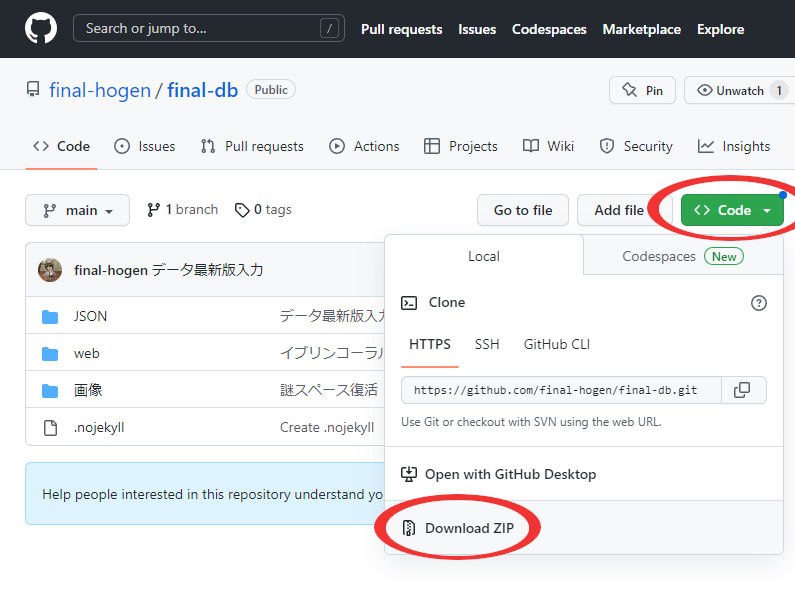 Search or jump to... /
Pull requests Issues Codespaces Marketplace Explore
final-hogen / final-db Public
Pin Unwatch 1
Code Issues Pull requests Actions Projects Wiki Security Insights
main 1 branch 0 tags Go to file Add file Code
Local Codespaces New
final-hogen データ最新版入力
Clone
JSON データ最新版入力
HTTPS SSH GitHub CLI
web イブリンコーラル
https://github.com/final-hogen/final-db.git
画像 謎スペース復活
Use Git or checkout with SVN using the web URL.
.nojekyll Create .nojekyll
Open with GitHub Desktop
Help people interested in this repository understand yo
Download ZIP